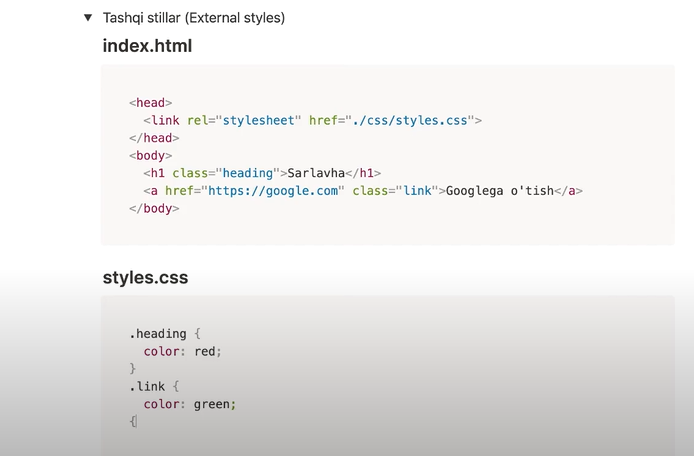 ▼ Tashqi stillar (External styles)
index.html
<head>
  <link rel="stylesheet" href="./css/styles.css">
</head>
<body>
  <h1 class="heading">Sarlavha</h1>
  <a href="https://google.com" class="link">Googlega o'tish</a>
</body>
styles.css
.heading {
  color: red;
}
.link {
  color: green;
{